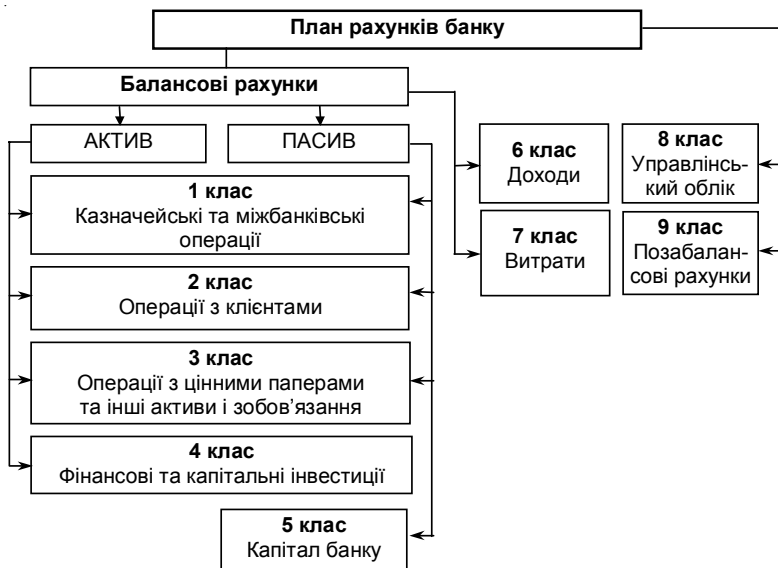 План рахунків банку
Балансові рахунки
АКТИВ
ПАСИВ
1 клас
Казначейські та міжбанківські
операції
2 клас
Операції з клієнтами
3 клас
Операції з цінними паперами
та інші активи і зобов’язання
4 клас
Фінансові та капітальні інвестиції
5 клас
Капітал банку
6 клас
Доходи
7 клас
Витрати
8 клас
Управлінсь-
кий облік
9 клас
Позабалан-
сові рахунки